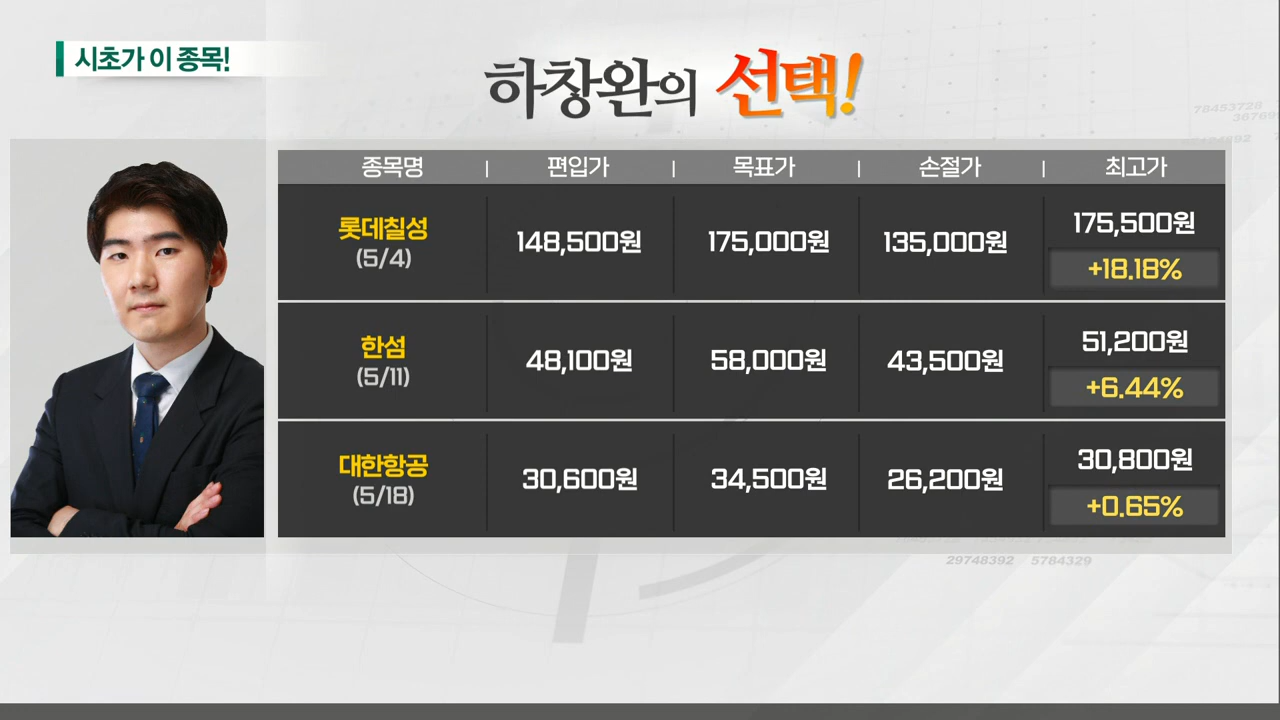 시초가 이 종목!
하창완의 선택!
종목명 | 편입가 | 목표가 | 손절가 | 최고가
롯데칠성
(5/4)
148,500원
175,000원
135,000원
175,500원
+18.18%
한섬
(5/11)
48,100원
58,000원
43,500원
51,200원
+6.44%
대한항공
(5/18)
30,600원
34,500원
26,200원
30,800원
+0.65%
78453728
29748392 5784329